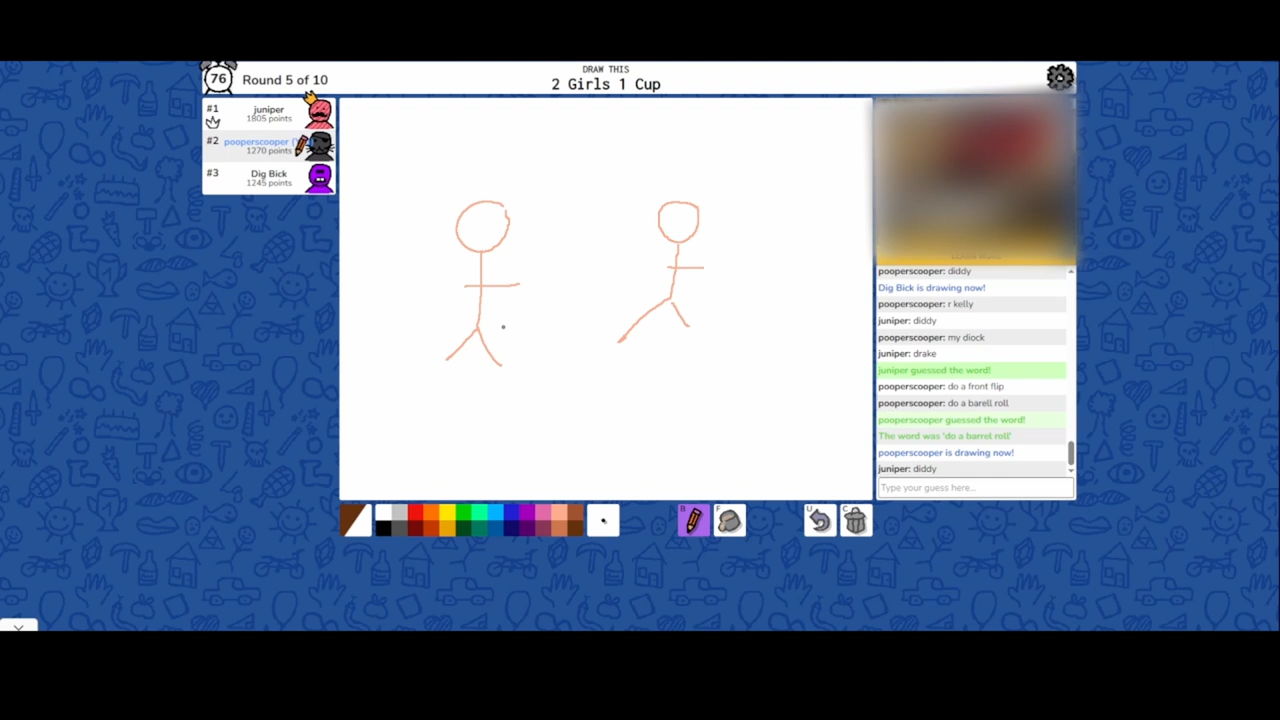 76
Round 5 of 10
DRAW THIS
2 Girls 1 Cup
#1
juniper
1805 points
#2
pooperscooper
1270 points
#3
Dig Bick
1245 points
pooperscooper: diddy
Dig Bick is drawing now!
pooperscooper: r kelly
juniper: diddy
pooperscooper: my diock
juniper: drake
juniper guessed the word!
pooperscooper: do a front flip
pooperscooper: do a barell roll
pooperscooper guessed the word!
The word was 'do a barrel roll'
pooperscooper is drawing now!
juniper: diddy
Type your guess here...
B
F
U
C